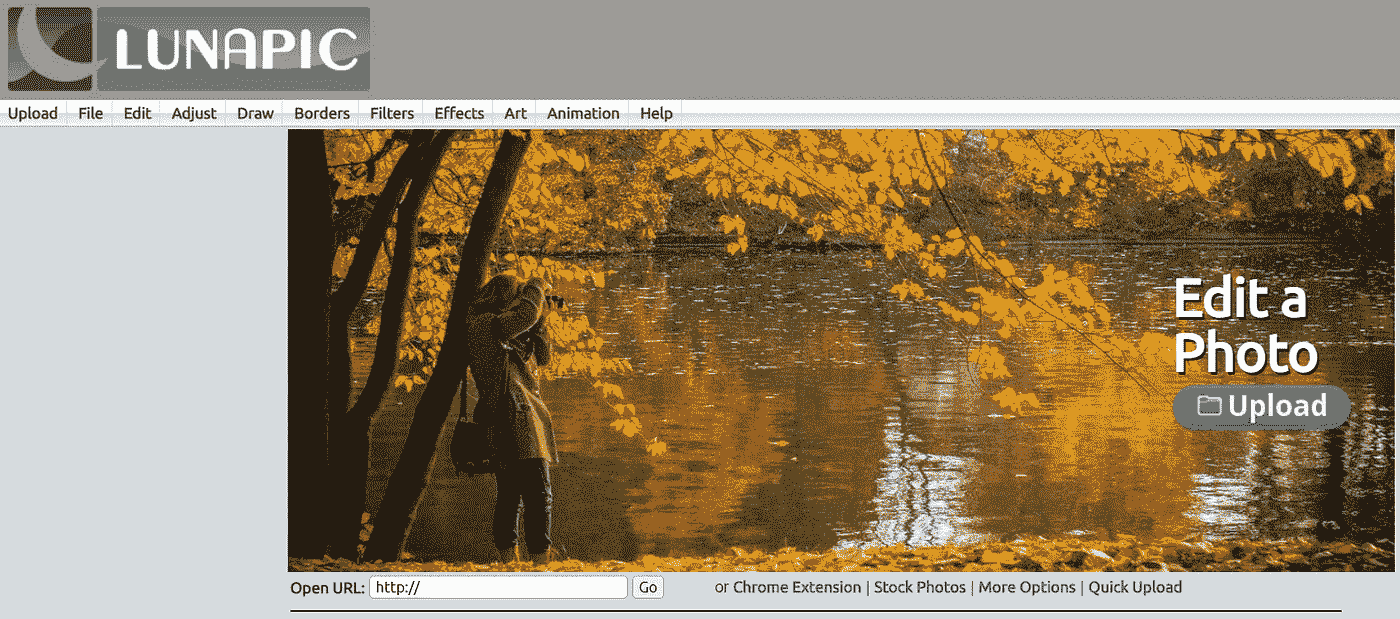 LUNAPIC
Upload File Edit Adjust Draw Borders Filters Effects Art Animation Help
Edit a
Photo
Upload
Open URL: http:// Go or Chrome Extension | Stock Photos | More Options | Quick Upload